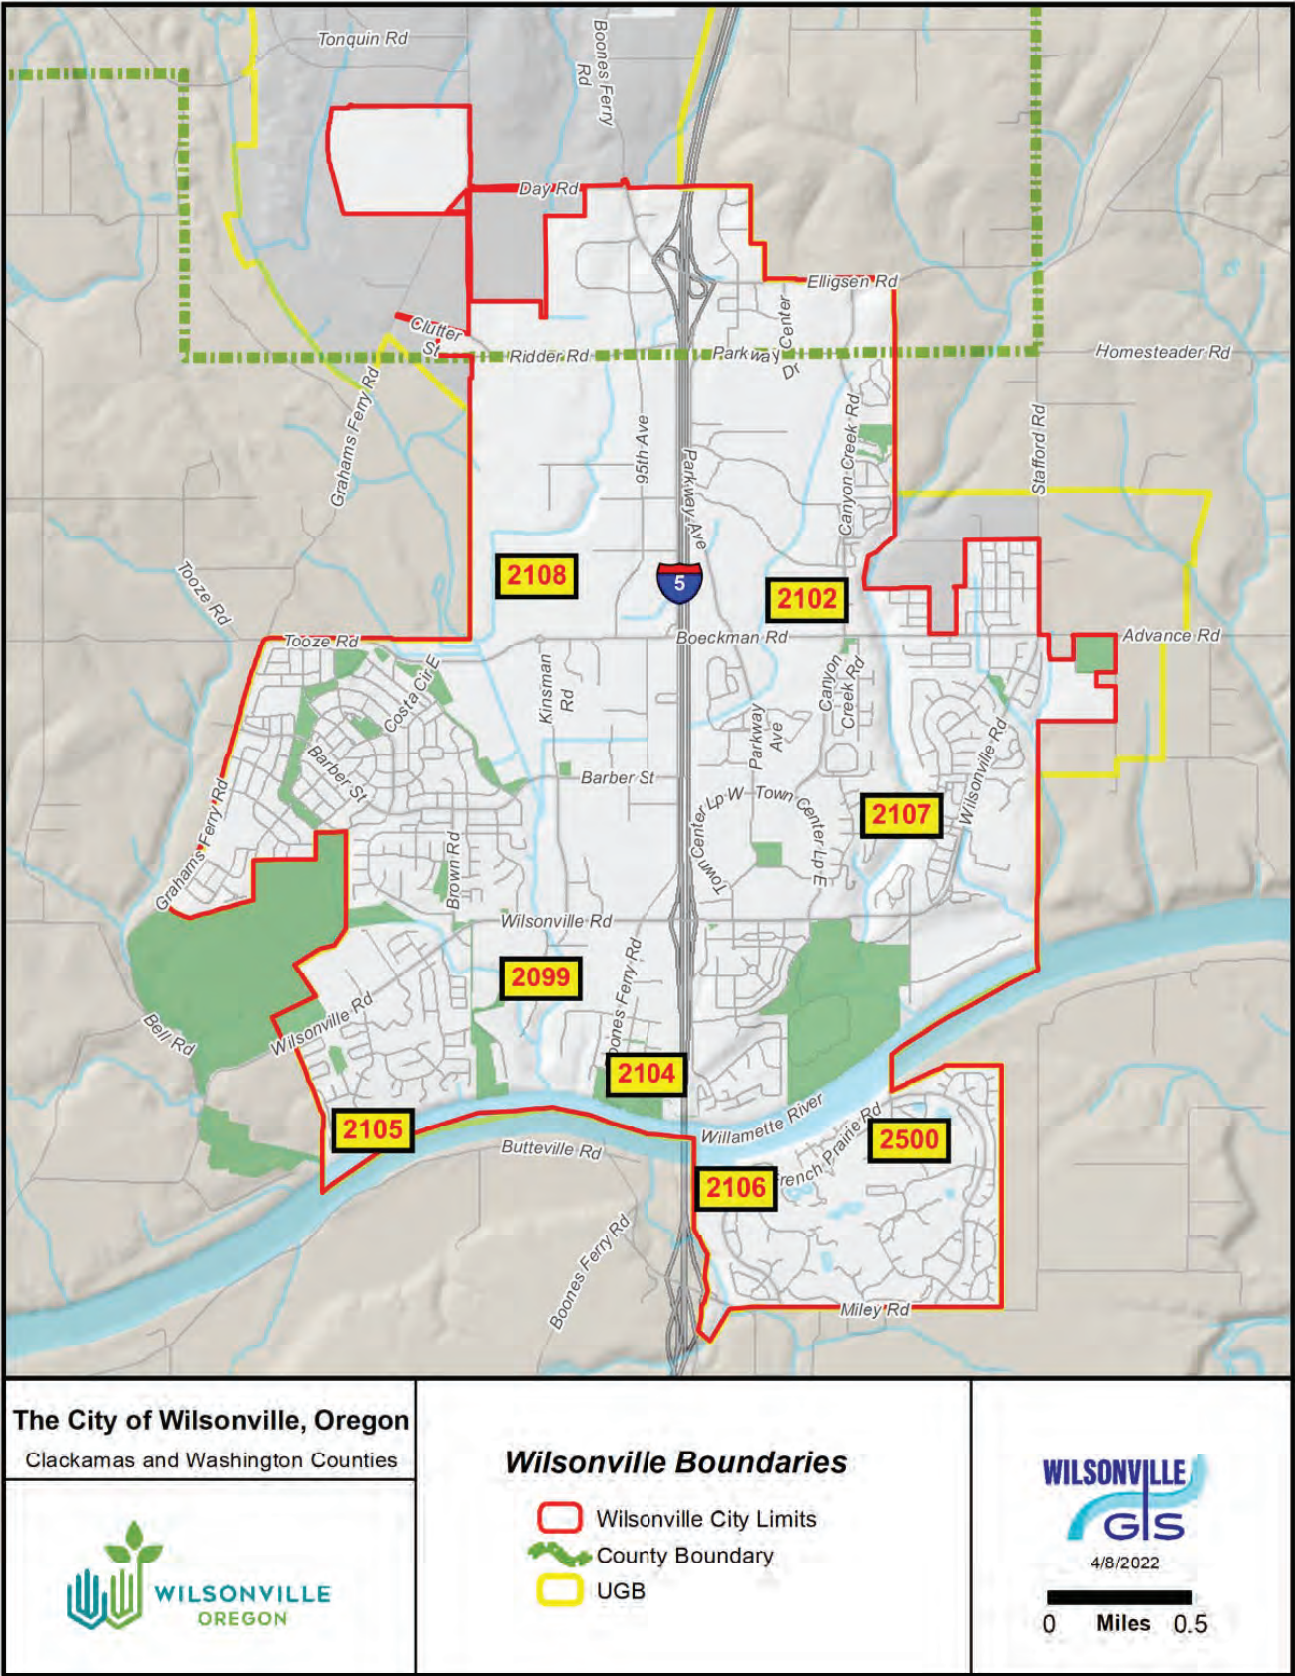 Tonquin Rd
Boones Ferry
Rd
Day Rd
Elligsen Rd
Clutter
St
Ridder Rd
Parkway Center
Dr
Homesteader Rd
Grahams Ferry Rd
95th Ave
Parkway Ave
Canyon Creek Rd
Stafford Rd
Tooze Rd
2108
5
2102
Tooze Rd
Boeckman Rd
Advance Rd
Costa Cir E
Kinsman
Rd
Canyon
Creek Rd
Parkway
Ave
Wilsonville Rd
Barber St
Barber St
Town Center Lp W
Town Center Lp E
2107
Grahams Ferry Rd
Brown Rd
Wilsonville Rd
2099
Boones Ferry Rd
Wilsonville Rd
Bell Rd
2104
2105
Willamette River
French Prairie Rd
2500
Butteville Rd
2106
Boones Ferry Rd
Miley Rd
The City of Wilsonville, Oregon
Clackamas and Washington Counties
WILSONVILLE
OREGON
Wilsonville Boundaries
Wilsonville City Limits
County Boundary
UGB
WILSONVILLE
GIS
4/8/2022
0 Miles 0.5